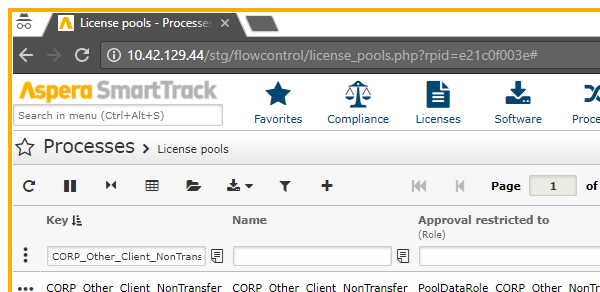 License pools - Processes
10.42.129.44/stg/flowcontrol/license_pools.php?rpid=e21c0f003e#
Aspera SmartTrack
Search in menu (Ctrl+Alt+S)
Favorites Compliance Licenses Software Proce
Processes > License pools
Page 1 of
Key Name Approval restricted to
(Role)
CORP_Other_Client_NonTrans
CORP_Other_Client_NonTransfer CORP_Other_Client_NonTransfer PoolDataRole_CORP_Other_NonTr